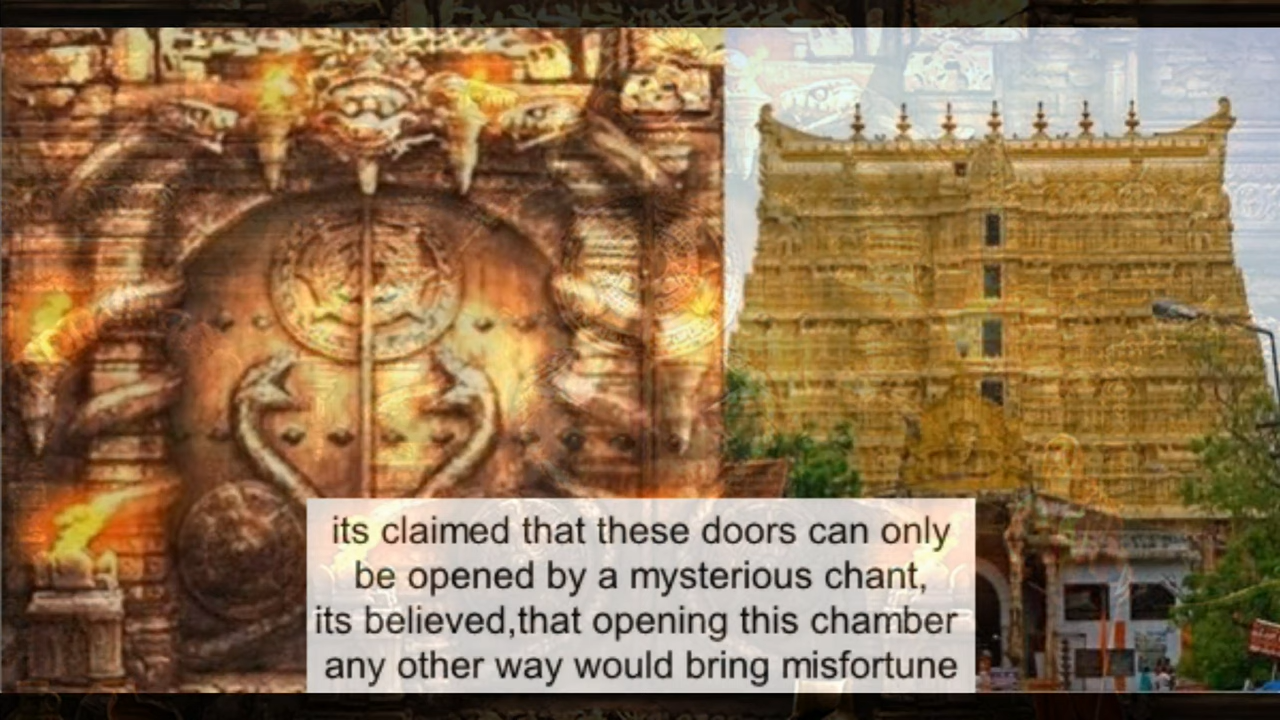 its claimed that these doors can only
be opened by a mysterious chant,
its believed,that opening this chamber
any other way would bring misfortune